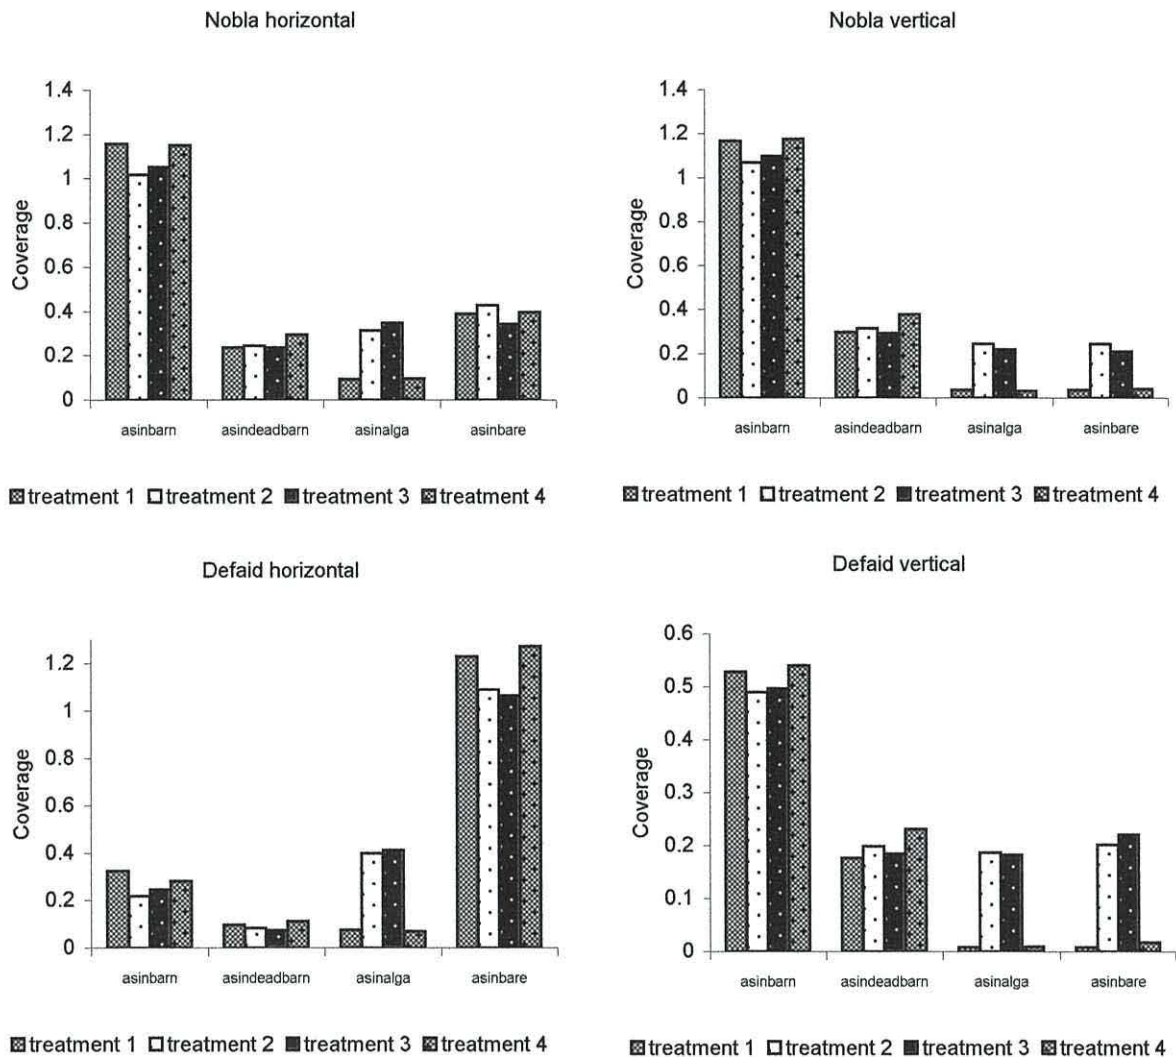 Nobla horizontal
1.4
1.2
1
0.8
0.6
0.4
0.2
0
Coverage
asinbarn asindeadbarn asinalga asinbare
treatment 1 treatment 2 treatment 3 treatment 4
Nobla vertical
1.4
1.2
1
0.8
0.6
0.4
0.2
0
Coverage
asinbarn asindeadbarn asinalga asinbare
treatment 1 treatment 2 treatment 3 treatment 4
Defaid horizontal
1.2
1
0.8
0.6
0.4
0.2
0
Coverage
asinbarn asindeadbarn asinalga asinbare
treatment 1 treatment 2 treatment 3 treatment 4
Defaid vertical
0.6
0.5
0.4
0.3
0.2
0.1
0
Coverage
asinbarn asindeadbarn asinalga asinbare
treatment 1 treatment 2 treatment 3 treatment 4